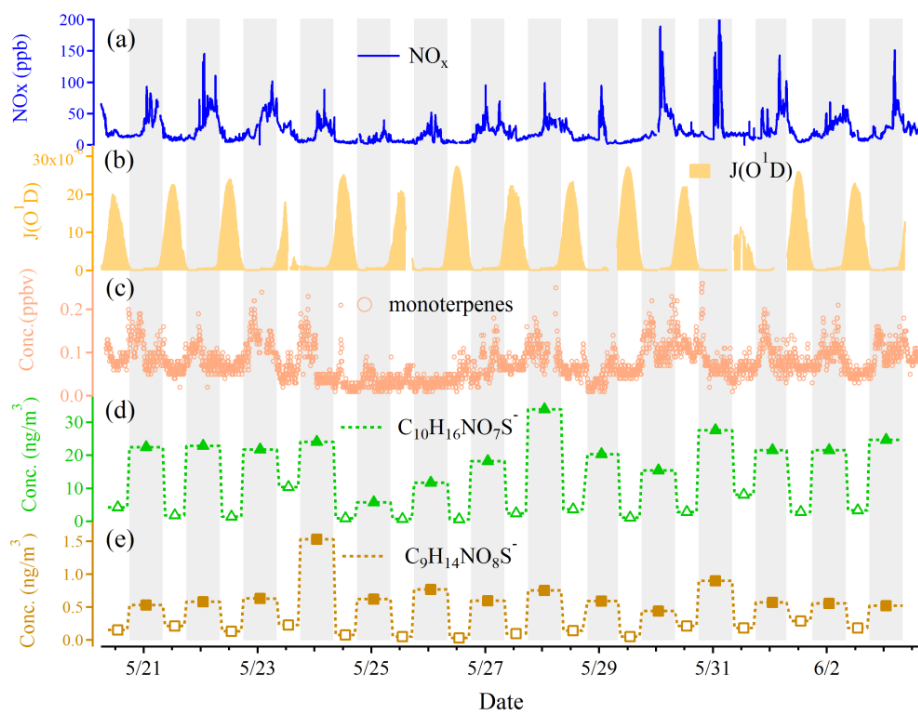 (a)
NOx
NOx (ppb)
200
150
100
50
0
(b)
J(O¹D)
J(O¹D)
20
10
0
(c)
monoterpenes
Conc.(ppbv)
0.2
0.1
0.0
(d)
C₁₀H₁₆NO₇S⁻
Conc. (ng/m³)
30
20
10
0
(e)
C₉H₁₄NO₈S⁻
Conc. (ng/m³)
1.5
1.0
0.5
0.0
5/21 5/23 5/25 5/27 5/29 5/31 6/2
Date